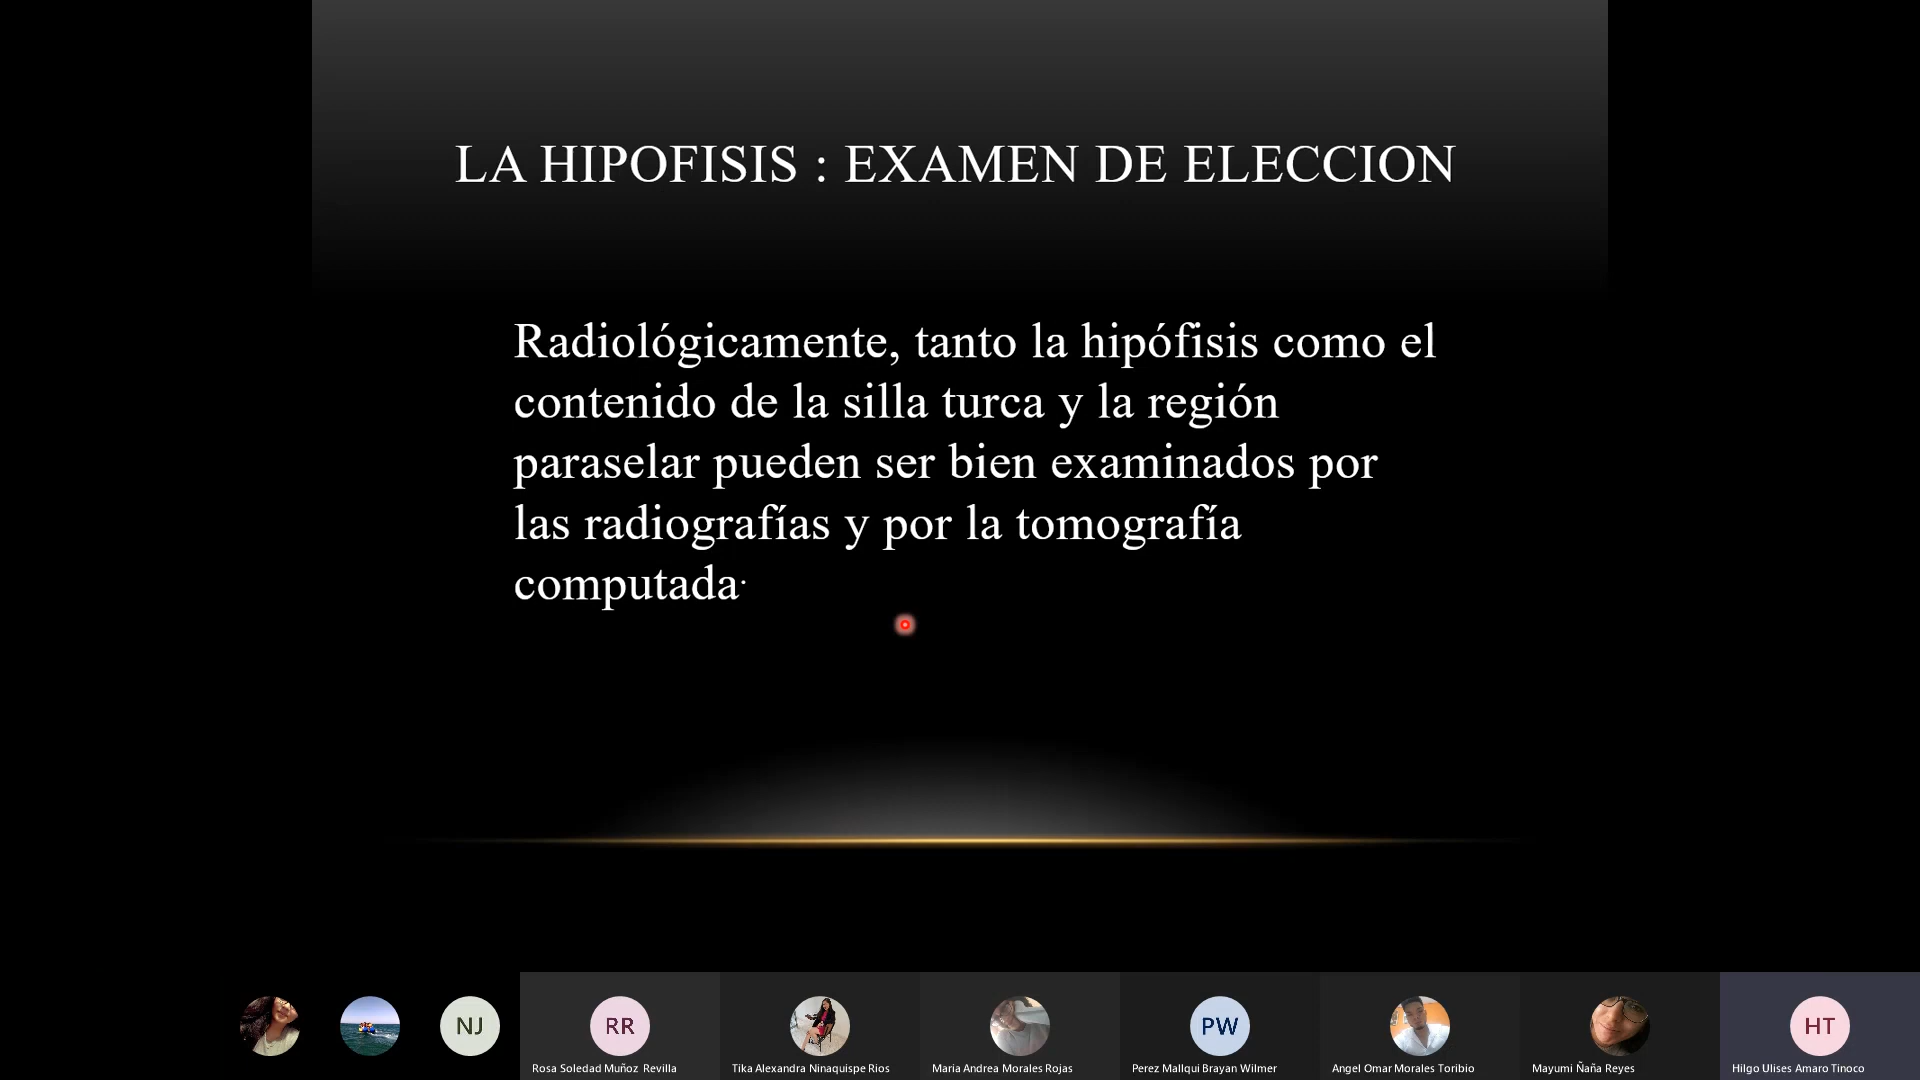 LA HIPOFISIS : EXAMEN DE ELECCION
Radiológicamente, tanto la hipófisis como el
contenido de la silla turca y la región
paraselar pueden ser bien examinados por
las radiografías y por la tomografía
computada.
NJ
RR
PW
HT
Rosa Soledad Muñoz Revilla
Tika Alexandra Ninaquispe Rios
Maria Andrea Morales Rojas
Perez Mallqui Brayan Wilmer
Angel Omar Morales Toribio
Mayumi Ñaña Reyes
Hilgo Ulises Amaro Tinoco